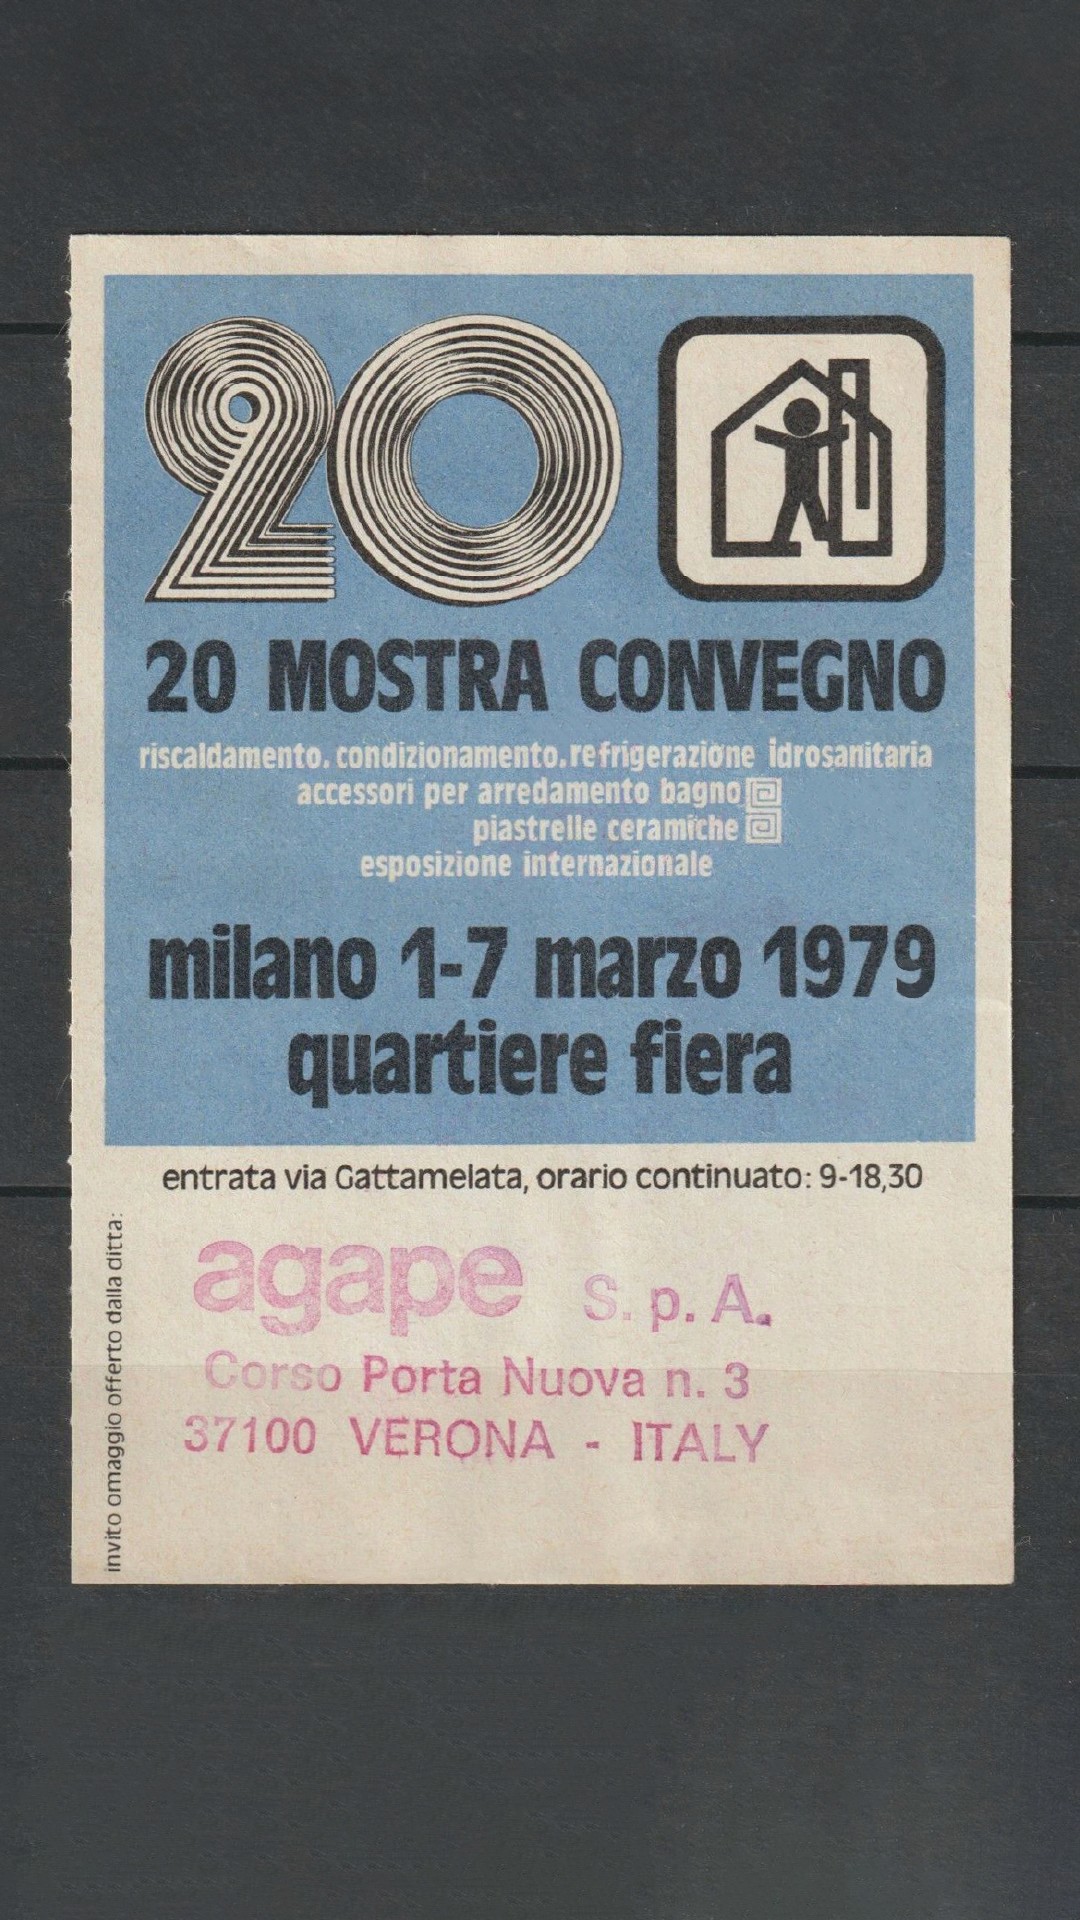 20
20 MOSTRA CONVEGNO
riscaldamento. condizionamento. refrigerazione idrosanitaria
accessori per arredamento bagno
piastrelle ceramiche
esposizione internazionale
milano 1-7 marzo 1979
quartiere fiera
entrata via Gattamelata, orario continuato: 9-18,30
invito omaggio offerto dalla ditta:
agape S.p.A.
Corso Porta Nuova n. 3
37100 VERONA - ITALY